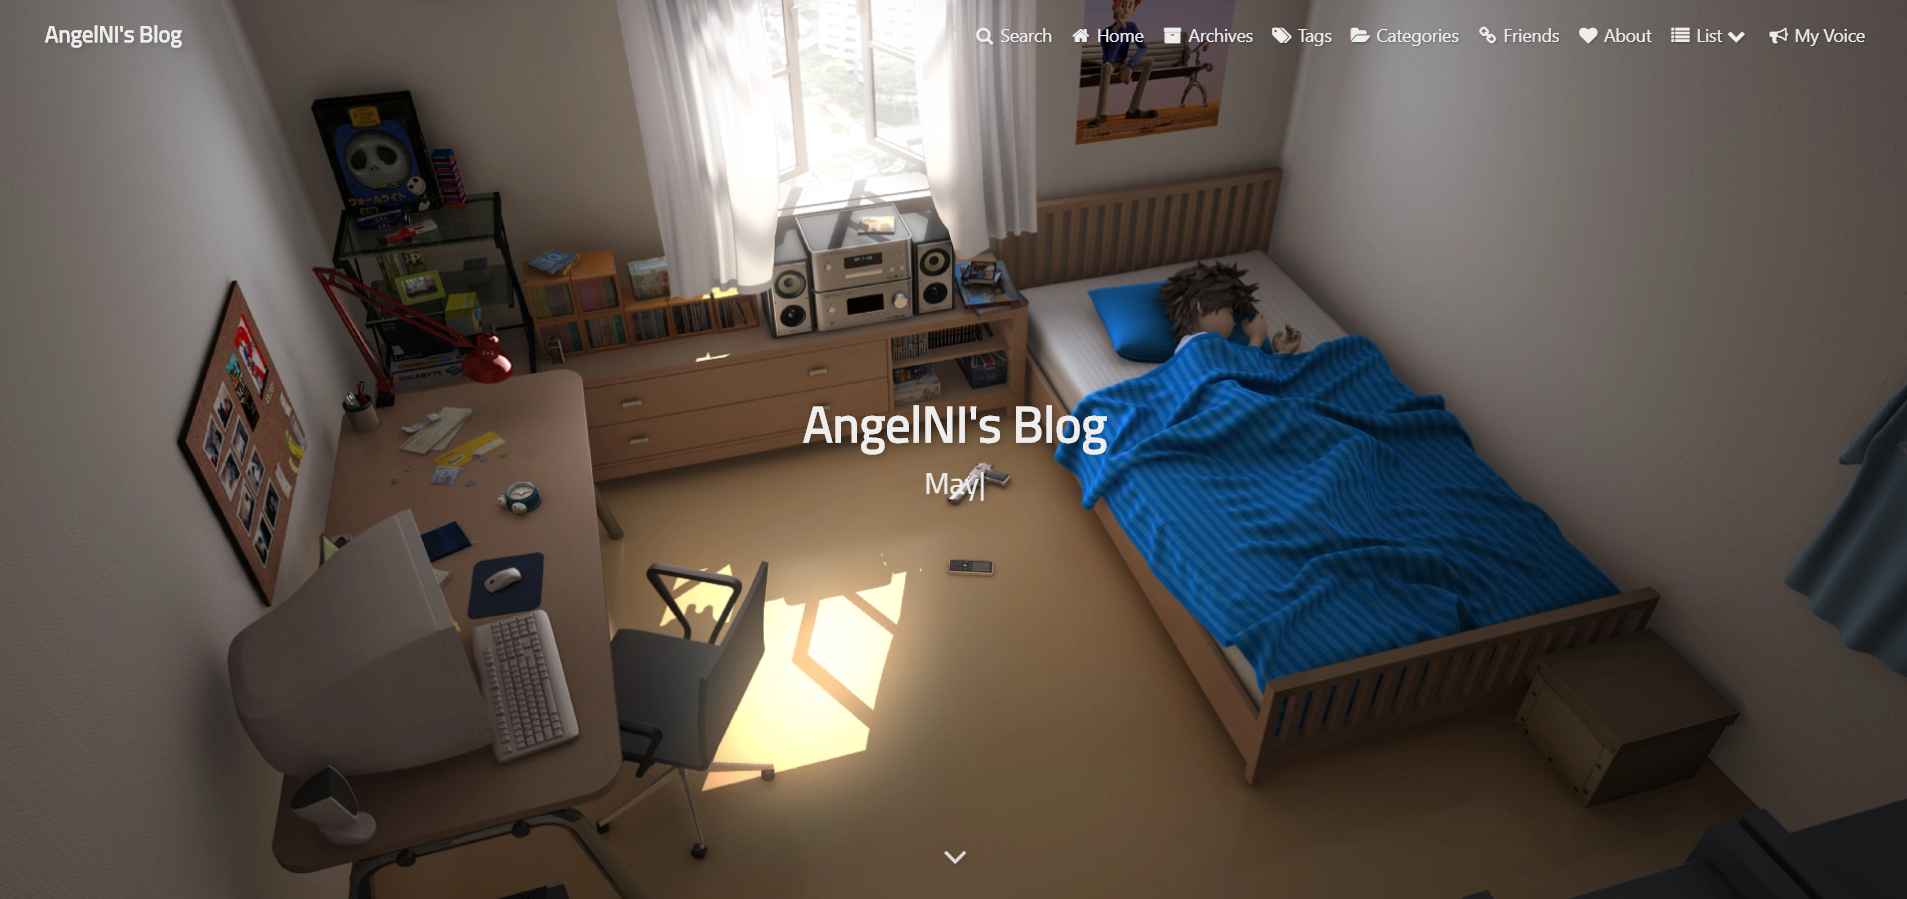 AngelNI's Blog
Search Home Archives Tags Categories Friends About List My Voice
AngelNI's Blog
May|